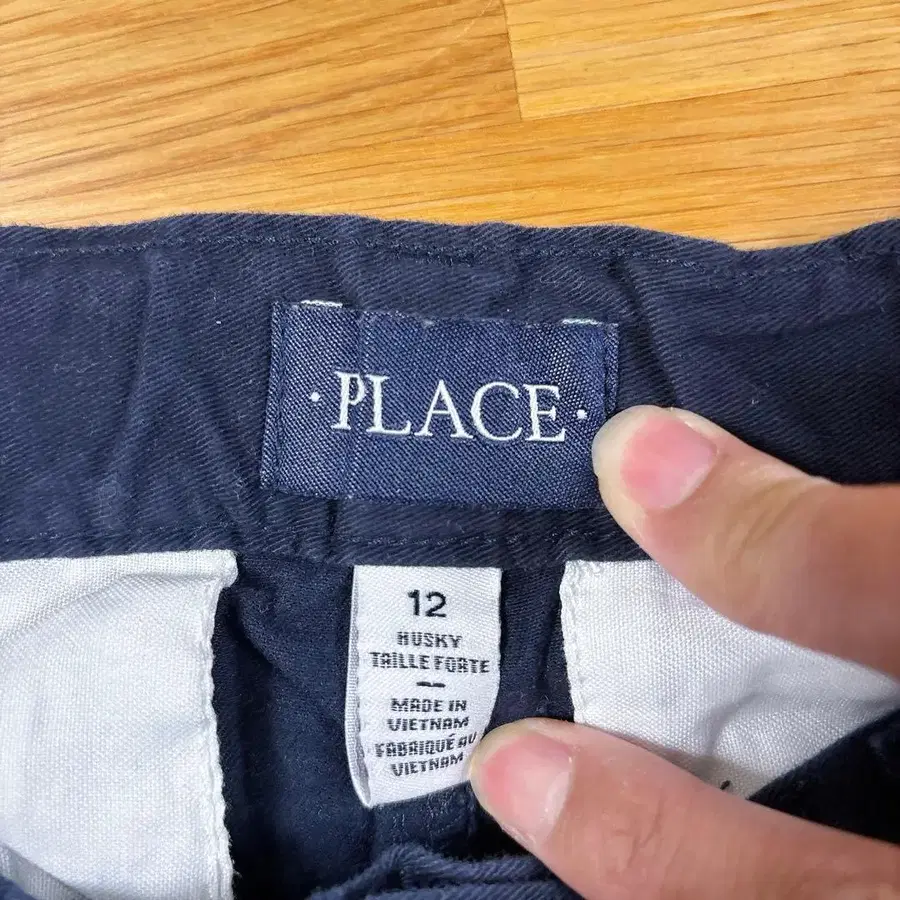 · PLACE ·
12
HUSKY
TAILLE FORTE
–
MADE IN
VIETNAM
FABRIQUÉ AU
VIETNAM